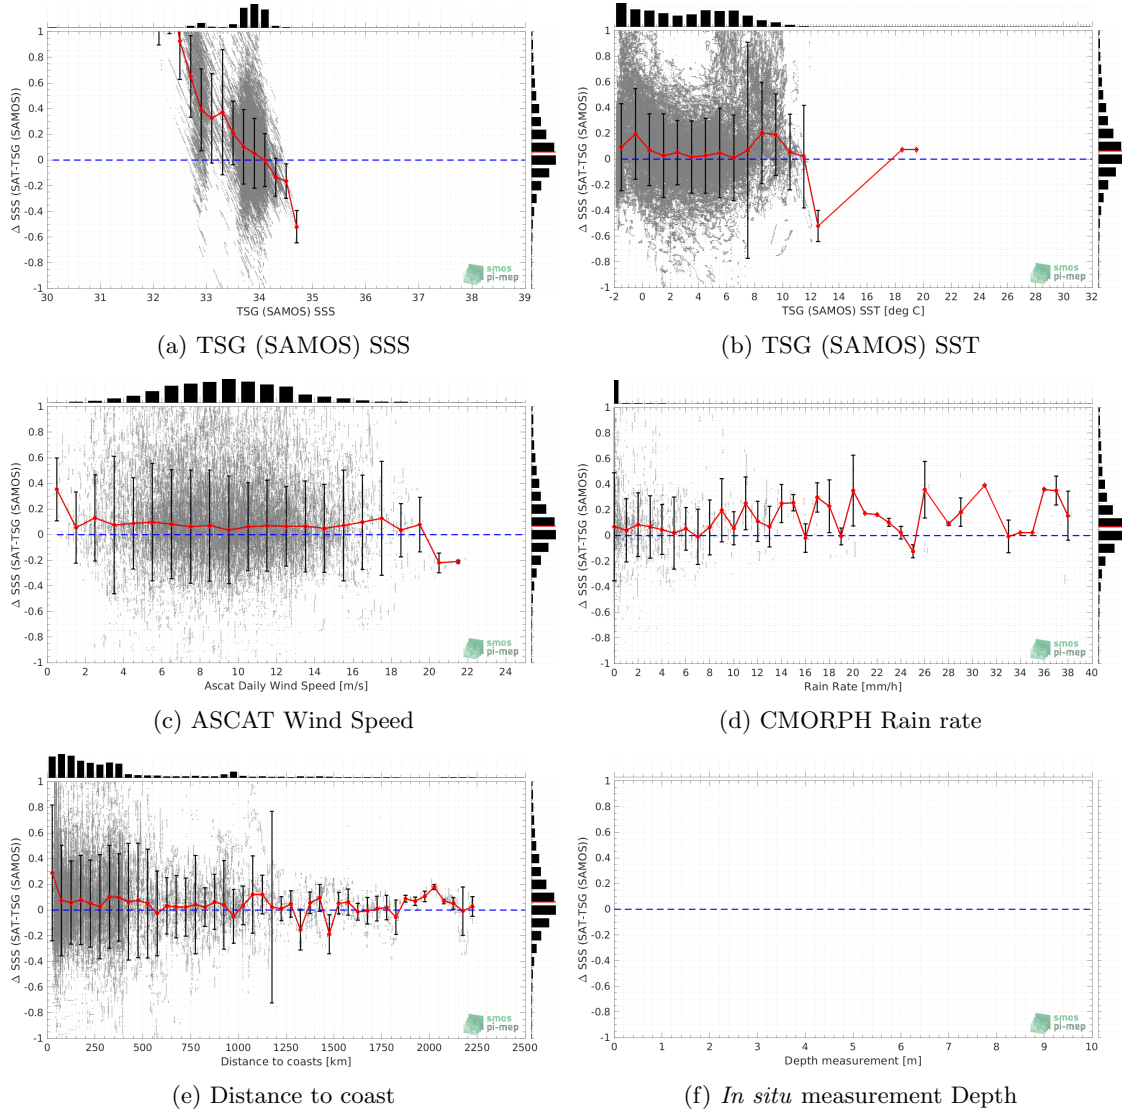 Δ SSS (SAT-TSG (SAMOS))
1
0.8
0.6
0.4
0.2
0
-0.2
-0.4
-0.6
-0.8
-1
30 31 32 33 34 35 36 37 38 39
TSG (SAMOS) SSS
smos
pi-mep
(a) TSG (SAMOS) SSS
Δ SSS (SAT-TSG (SAMOS))
1
0.8
0.6
0.4
0.2
0
-0.2
-0.4
-0.6
-0.8
-1
-2 0 2 4 6 8 10 12 14 16 18 20 22 24 26 28 30 32
TSG (SAMOS) SST [deg C]
smos
pi-mep
(b) TSG (SAMOS) SST
Δ SSS (SAT-TSG (SAMOS))
1
0.8
0.6
0.4
0.2
0
-0.2
-0.4
-0.6
-0.8
-1
0 2 4 6 8 10 12 14 16 18 20 22 24
Ascat Daily Wind Speed [m/s]
smos
pi-mep
(c) ASCAT Wind Speed
Δ SSS (SAT-TSG (SAMOS))
1
0.8
0.6
0.4
0.2
0
-0.2
-0.4
-0.6
-0.8
-1
0 2 4 6 8 10 12 14 16 18 20 22 24 26 28 30 32 34 36 38 40
Rain Rate [mm/h]
smos
pi-mep
(d) CMORPH Rain rate
Δ SSS (SAT-TSG (SAMOS))
1
0.8
0.6
0.4
0.2
0
-0.2
-0.4
-0.6
-0.8
-1
0 250 500 750 1000 1250 1500 1750 2000 2250 2500
Distance to coasts [km]
smos
pi-mep
(e) Distance to coast
Δ SSS (SAT-TSG (SAMOS))
1
0.8
0.6
0.4
0.2
0
-0.2
-0.4
-0.6
-0.8
-1
0 1 2 3 4 5 6 7 8 9 10
Depth measurement [m]
smos
pi-mep
(f) In situ measurement Depth